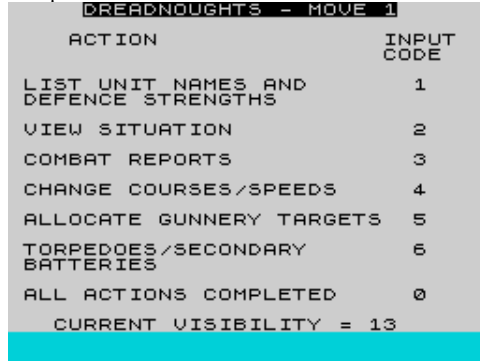 DREADNOUGHTS - MOVE 1
ACTION INPUT
CODE
LIST UNIT NAMES AND 1
DEFENCE STRENGTHS
VIEW SITUATION 2
COMBAT REPORTS 3
CHANGE COURSES/SPEEDS 4
ALLOCATE GUNNERY TARGETS 5
TORPEDOES/SECONDARY 6
BATTERIES
ALL ACTIONS COMPLETED 0
CURRENT VISIBILITY = 13